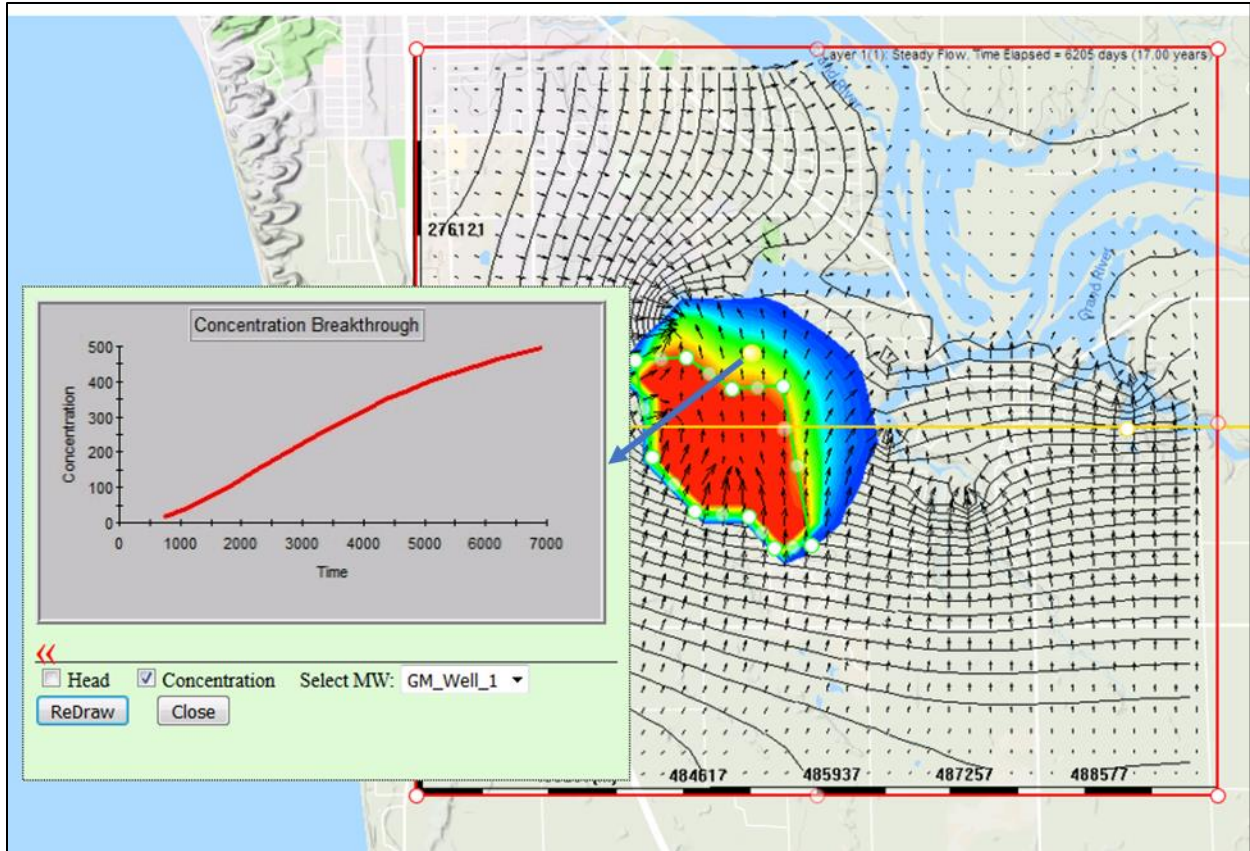 Layer 1(1): Steady Flow, Time Elapsed = 6205 days (17.00 years)
River
276121
Grand River
Concentration Breakthrough
Concentration
500
400
300
200
100
0
0 1000 2000 3000 4000 5000 6000 7000
Time
Head Concentration Select MW: GM_Well_1
ReDraw Close
484617 485937 487257 488577